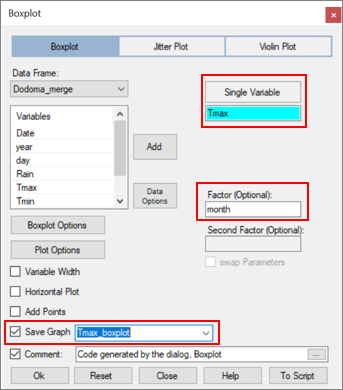 Boxplot
Boxplot
Jitter Plot
Violin Plot
Data Frame:
Dodoma_merge
Single Variable
Tmax
Variables
Date
year
day
Rain
Tmax
Tmin
Add
Data Options
Factor (Optional):
month
Second Factor (Optional):
swap Parameters
Boxplot Options
Plot Options
Variable Width
Horizontal Plot
Add Points
Save Graph
Tmax_boxplot
Comment:
Code generated by the dialog, Boxplot
...
Ok
Reset
Close
Help
To Script